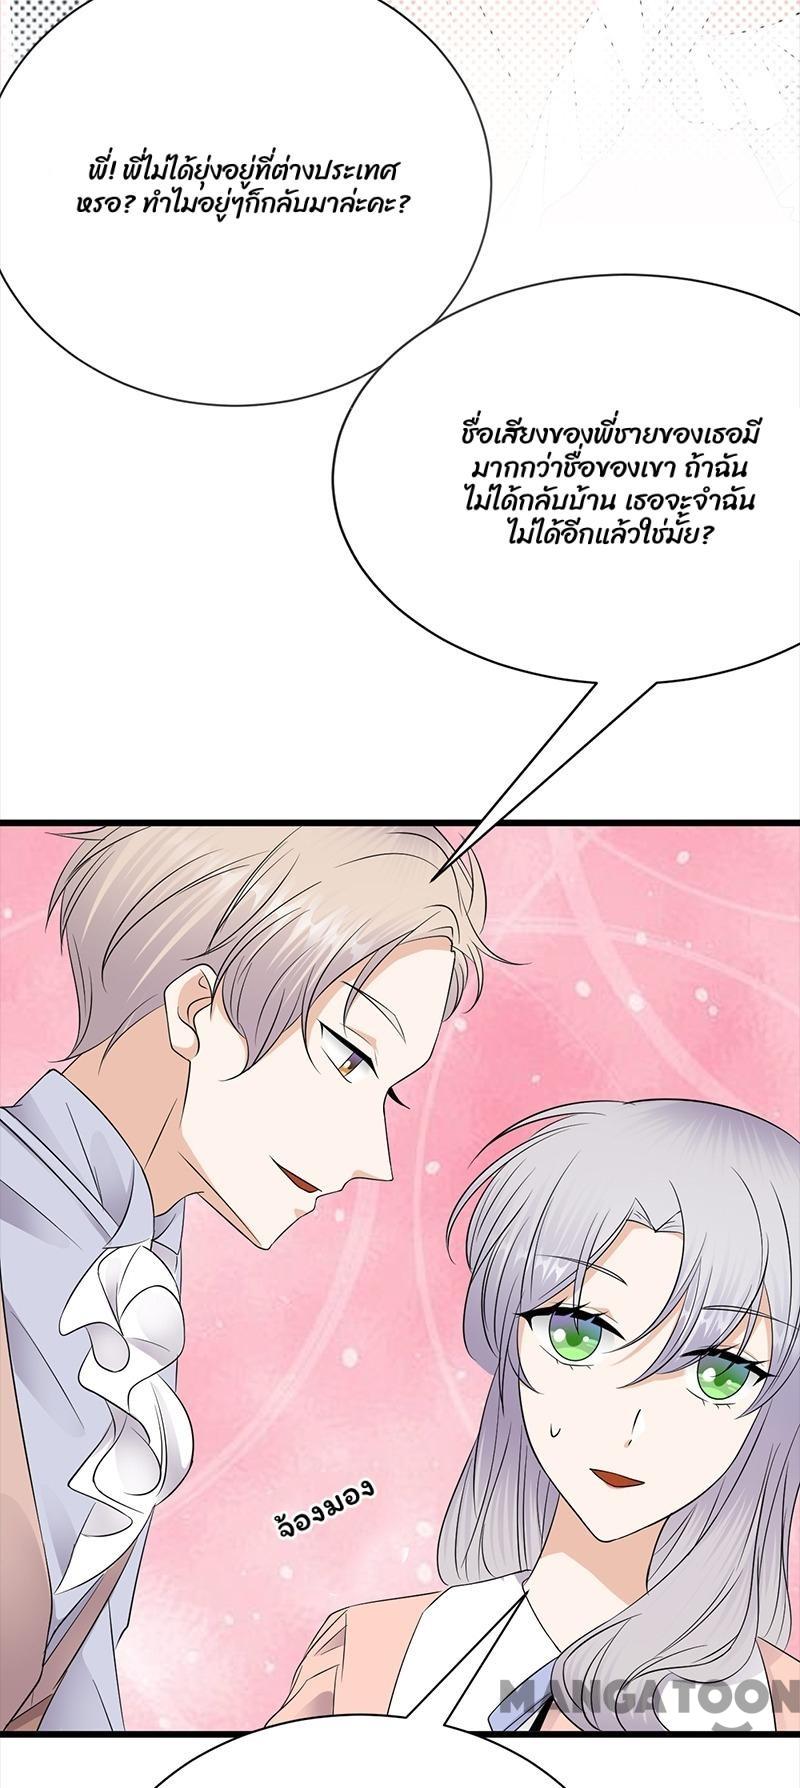 พี่! พี่ไม่ได้ยุ่งอยู่ที่ต่างประเทศ
หรอ? ทำไมอยู่ๆก็กลับมาล่ะคะ?
ชื่อเสียงของพี่ชายของเธอมี
มากกว่าชื่อของเขา ถ้าฉัน
ไม่ได้กลับบ้าน เธอจะจำฉัน
ไม่ได้อีกแล้วใช่มั้ย?
จ้องมอง
MANGATOON